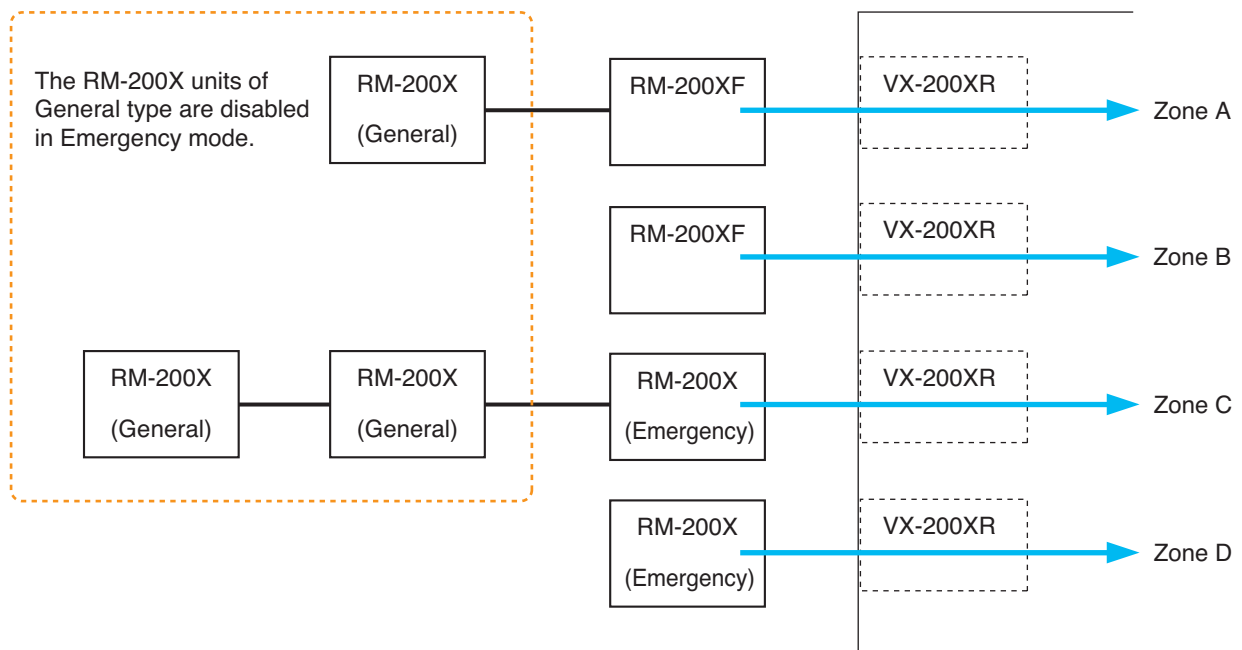 The RM-200X units of
General type are disabled
in Emergency mode.
RM-200X
(General)
RM-200XF
VX-200XR
Zone A
RM-200XF
VX-200XR
Zone B
RM-200X
(General)
RM-200X
(General)
RM-200X
(Emergency)
VX-200XR
Zone C
RM-200X
(Emergency)
VX-200XR
Zone D